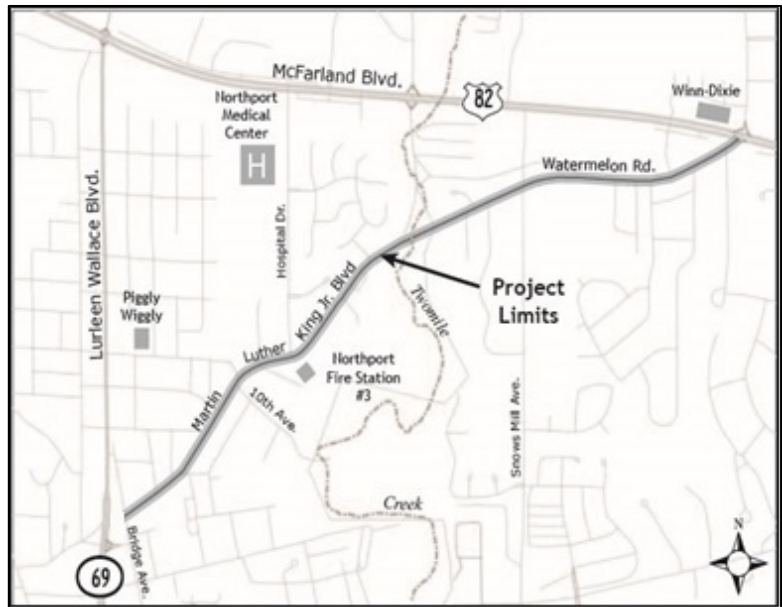 69
McFarland Blvd.
82
Winn-Dixie
Northport
Medical
Center
H
Watermelon Rd.
Lurleen Wallace Blvd.
Hospital Dr.
King Jr. Blvd
Twomile
Project
Limits
Piggly
Wiggly
Luther
Northport
Fire Station
#3
Martin
10th Ave.
Snows Mill Ave.
Creek
Bridge Ave.
69
N